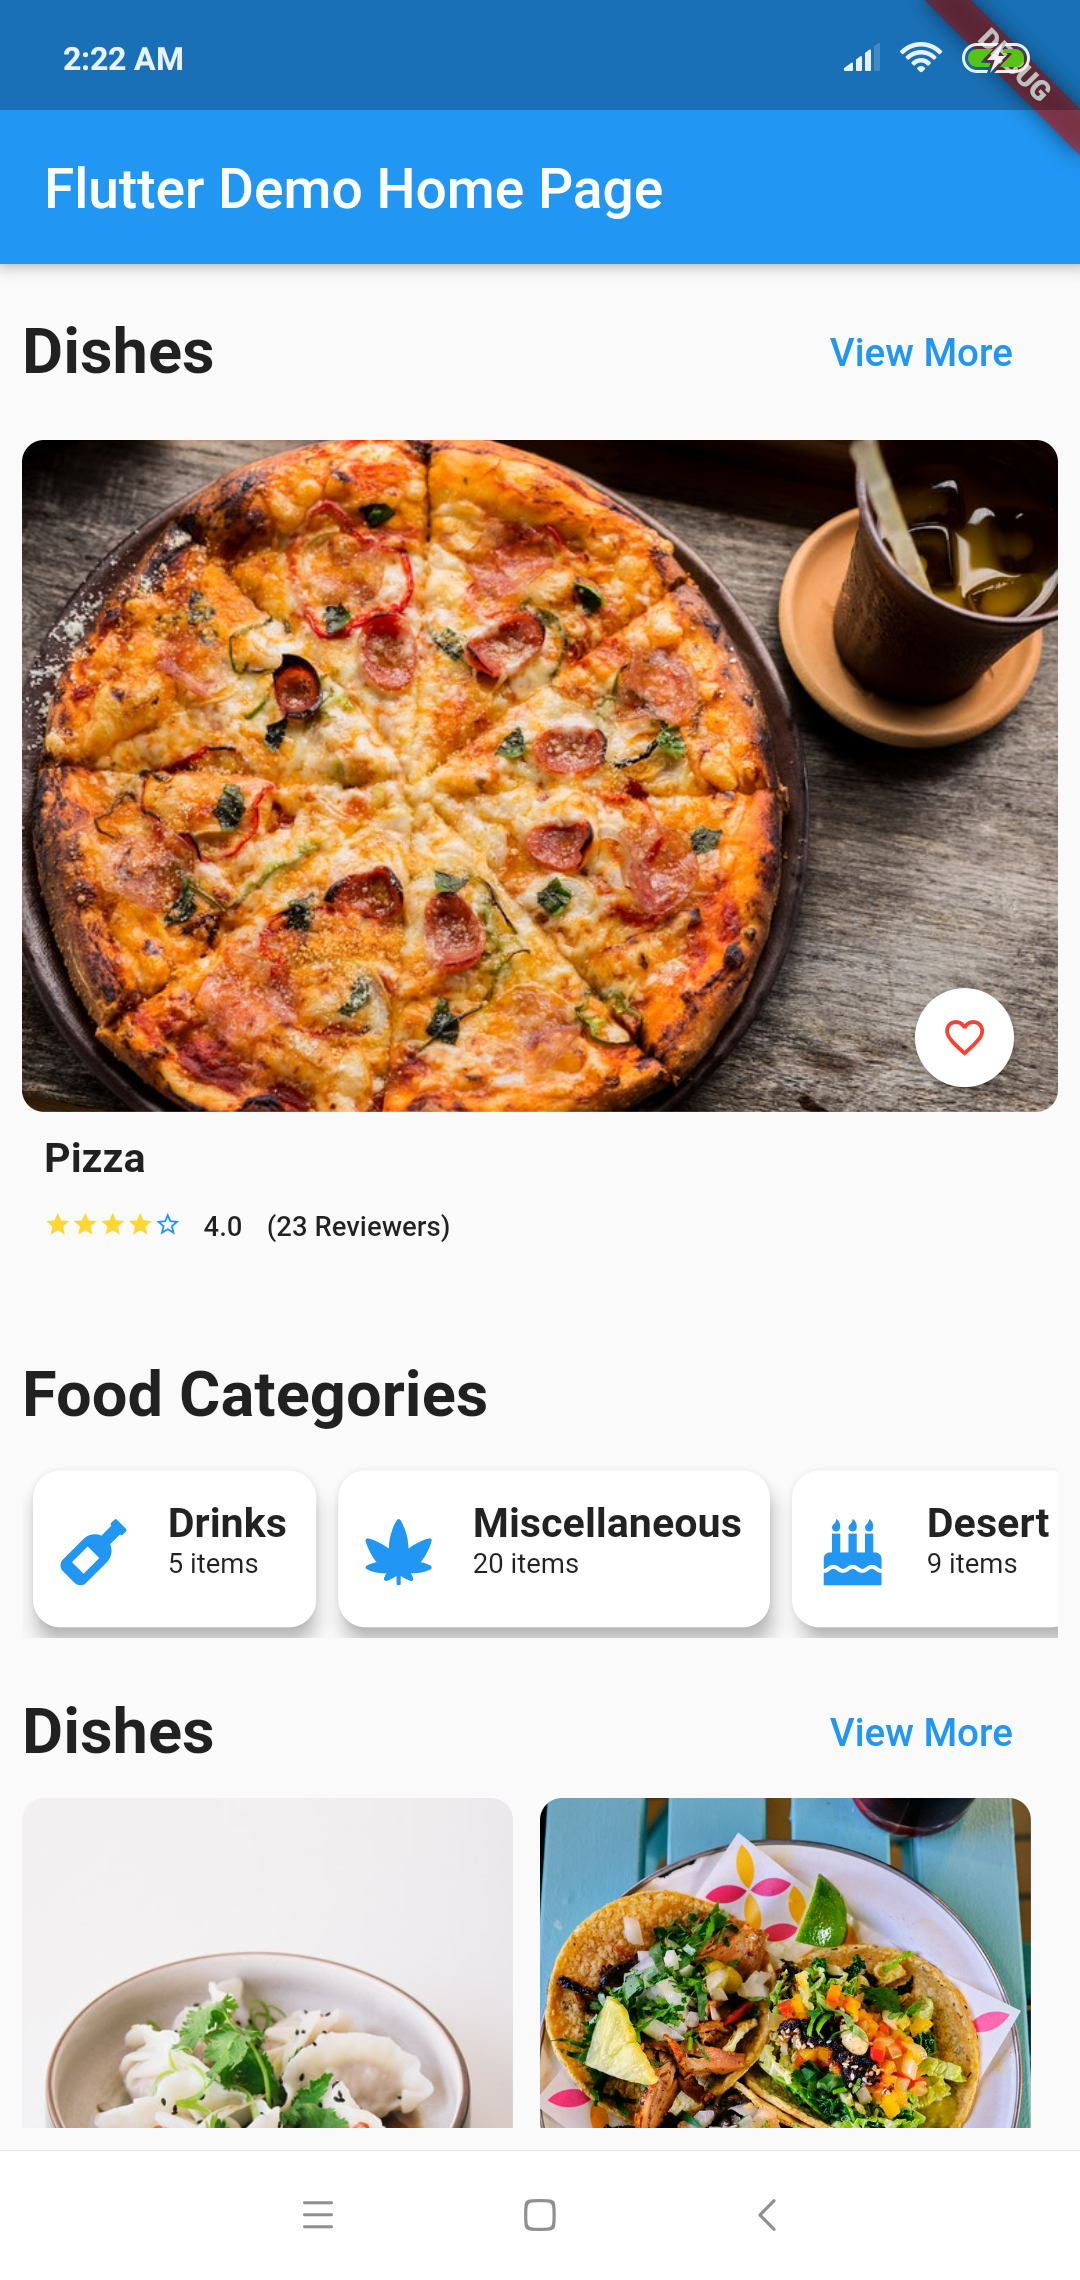 2:22 AM
DEBUG
Flutter Demo Home Page
Dishes
View More
Pizza
4.0 (23 Reviewers)
Food Categories
Drinks
5 items
Miscellaneous
20 items
Desert
9 items
Dishes
View More